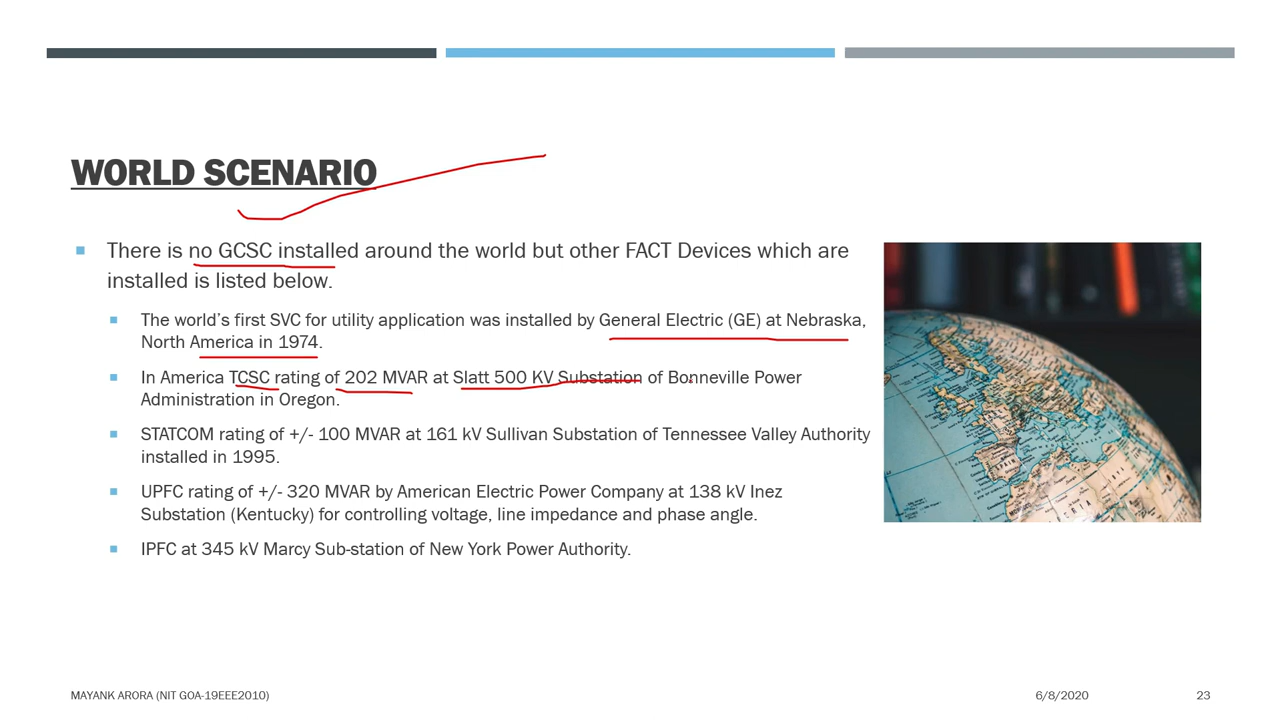 WORLD SCENARIO
There is no GCSC installed around the world but other FACT Devices which are
installed is listed below.
The world's first SVC for utility application was installed by General Electric (GE) at Nebraska,
North America in 1974.
In America TCSC rating of 202 MVAR at Slatt 500 KV Substation of Bonneville Power
Administration in Oregon.
STATCOM rating of +/- 100 MVAR at 161 kV Sullivan Substation of Tennessee Valley Authority
installed in 1995.
UPFC rating of +/- 320 MVAR by American Electric Power Company at 138 kV Inez
Substation (Kentucky) for controlling voltage, line impedance and phase angle.
IPFC at 345 kV Marcy Sub-station of New York Power Authority.
SPAIN
MAYANK ARORA (NIT GOA-19EEE2010)
6/8/2020
23